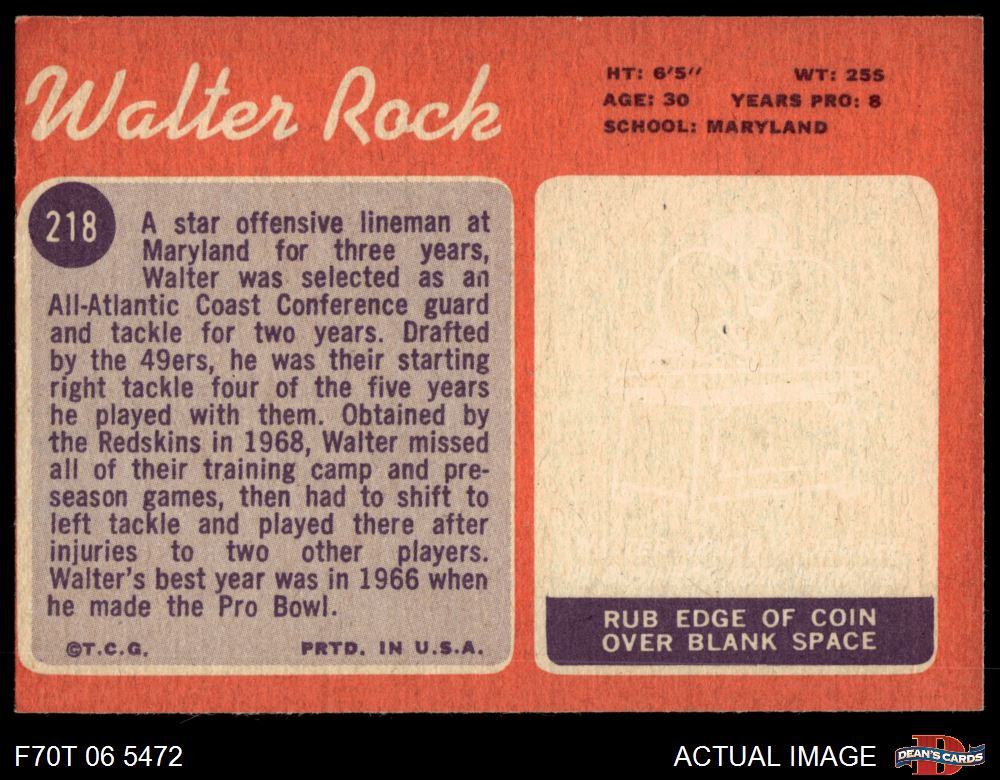 Walter Rock
HT: 6'5" WT: 255
AGE: 30 YEARS PRO: 8
SCHOOL: MARYLAND
218
A star offensive lineman at
Maryland for three years,
Walter was selected as an
All-Atlantic Coast Conference guard
and tackle for two years. Drafted
by the 49ers, he was their starting
right tackle four of the five years
he played with them. Obtained by
the Redskins in 1968, Walter missed
all of their training camp and pre-
season games, then had to shift to
left tackle and played there after
injuries to two other players.
Walter's best year was in 1966 when
he made the Pro Bowl.
©T.C.G. PRTD. IN U.S.A.
RUB EDGE OF COIN
OVER BLANK SPACE
F70T 06 5472
ACTUAL IMAGE
D
DEAN'S CARDS